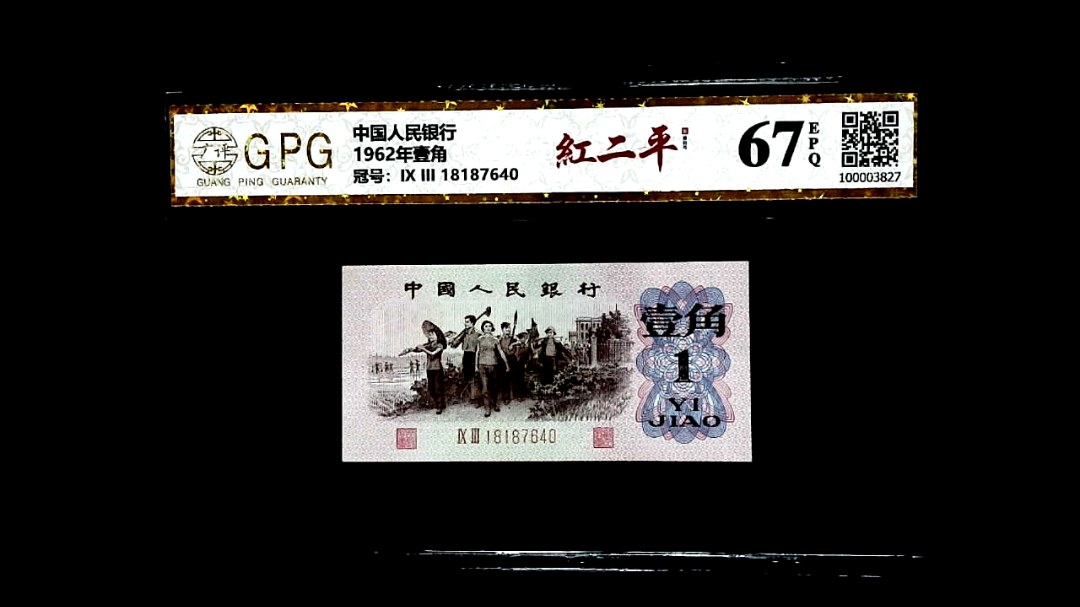 GPG
GUANG PING GUARANTY
中国人民银行
1962年壹角
冠号：IX III 18187640
紅二平
67
EPQ
100003827
中國人民銀行
壹角
1
YI
JIAO
IX III 18187640